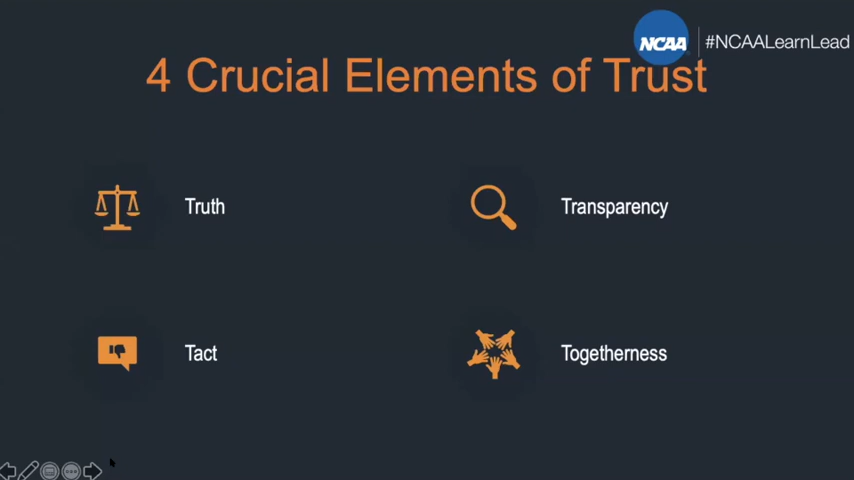 NCAA
#NCAALearnLead
4 Crucial Elements of Trust
Truth
Transparency
Tact
Togetherness